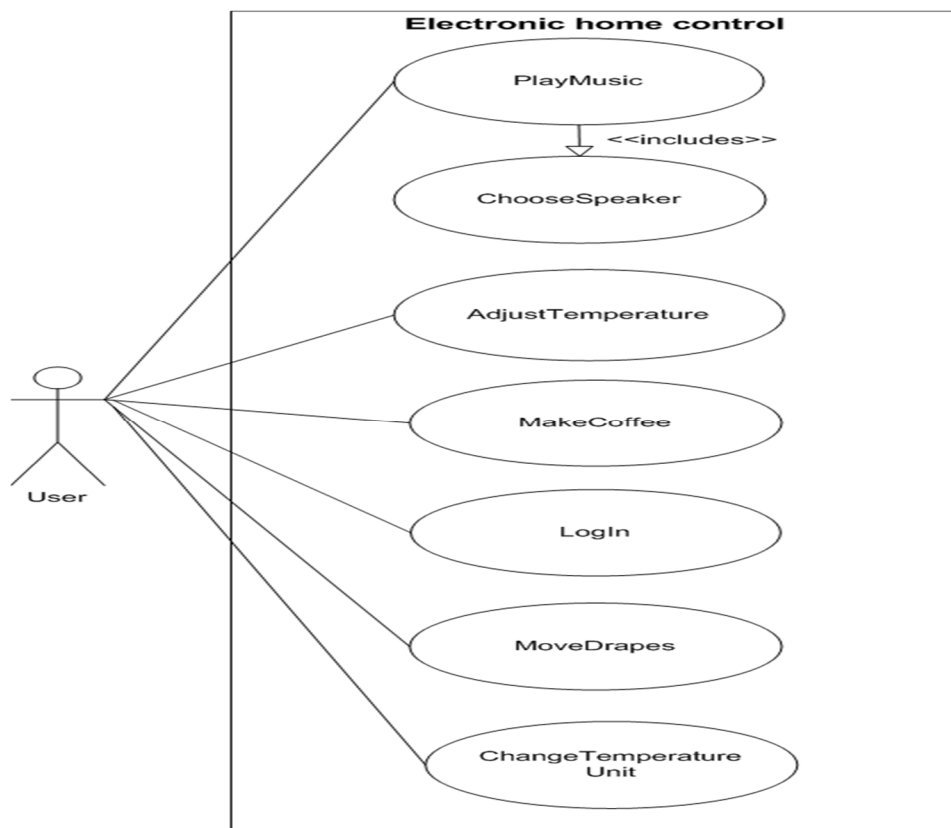 Electronic home control
PlayMusic
<<includes>>
ChooseSpeaker
AdjustTemperature
MakeCoffee
User
LogIn
MoveDrapes
ChangeTemperature
Unit